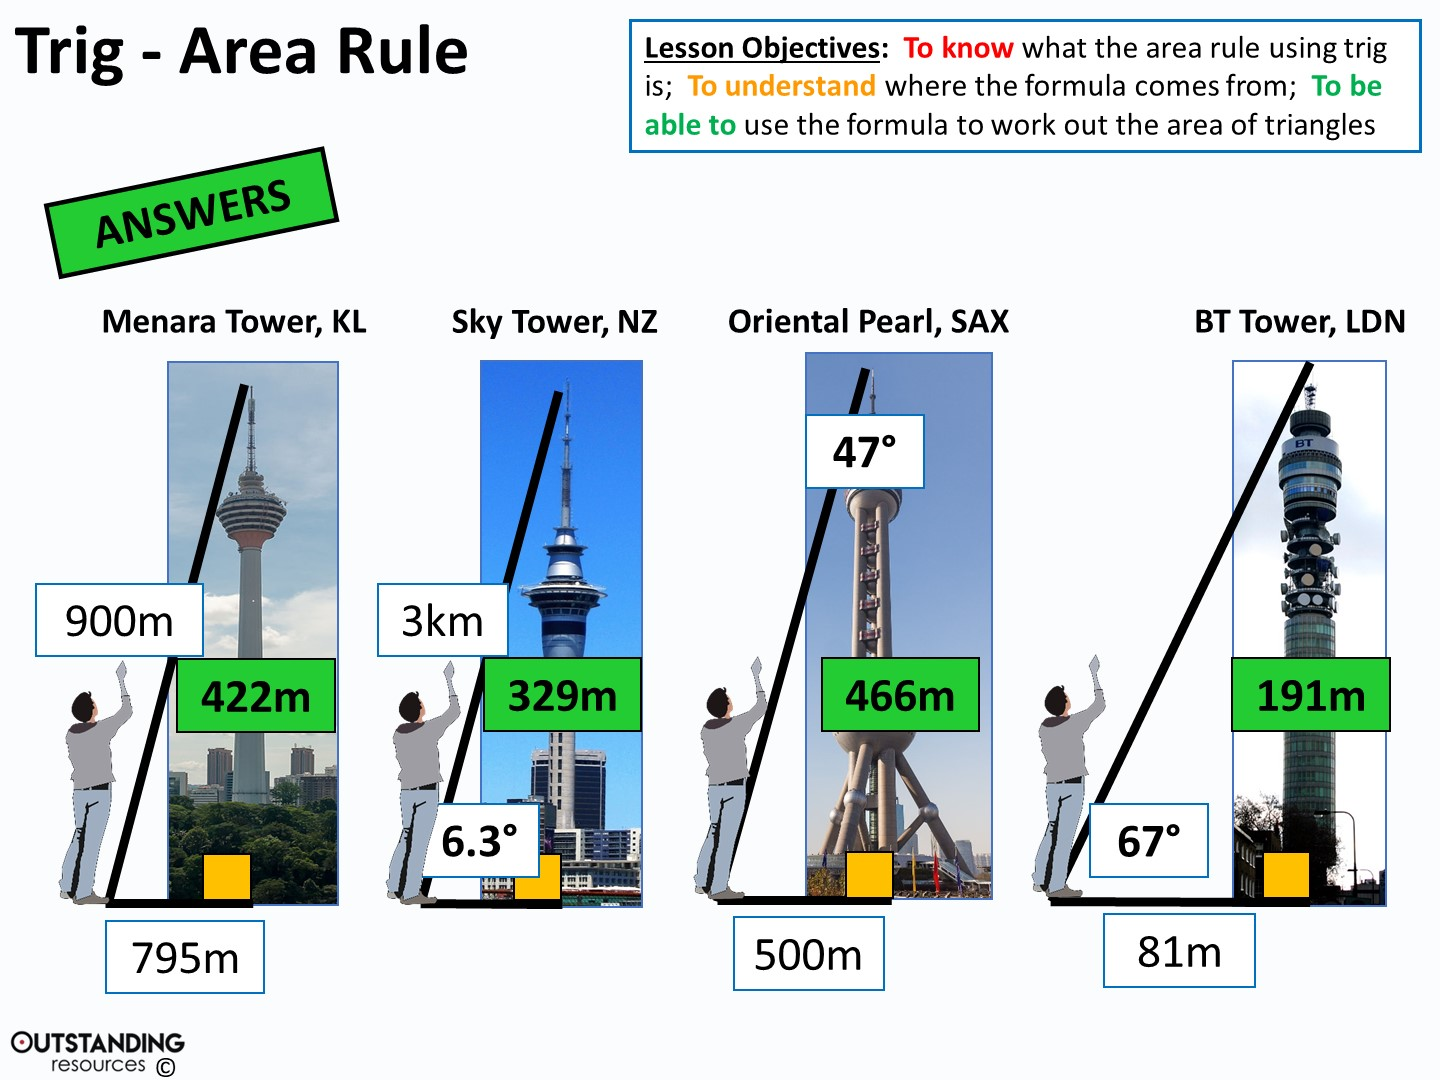 Trig - Area Rule
Lesson Objectives: To know what the area rule using trig
is; To understand where the formula comes from; To be
able to use the formula to work out the area of triangles
ANSWERS
Menara Tower, KL
Sky Tower, NZ
Oriental Pearl, SAX
BT Tower, LDN
BT
47°
900m
3km
422m
329m
466m
191m
6.3°
67°
795m
500m
81m
OUTSTANDING
resources ©